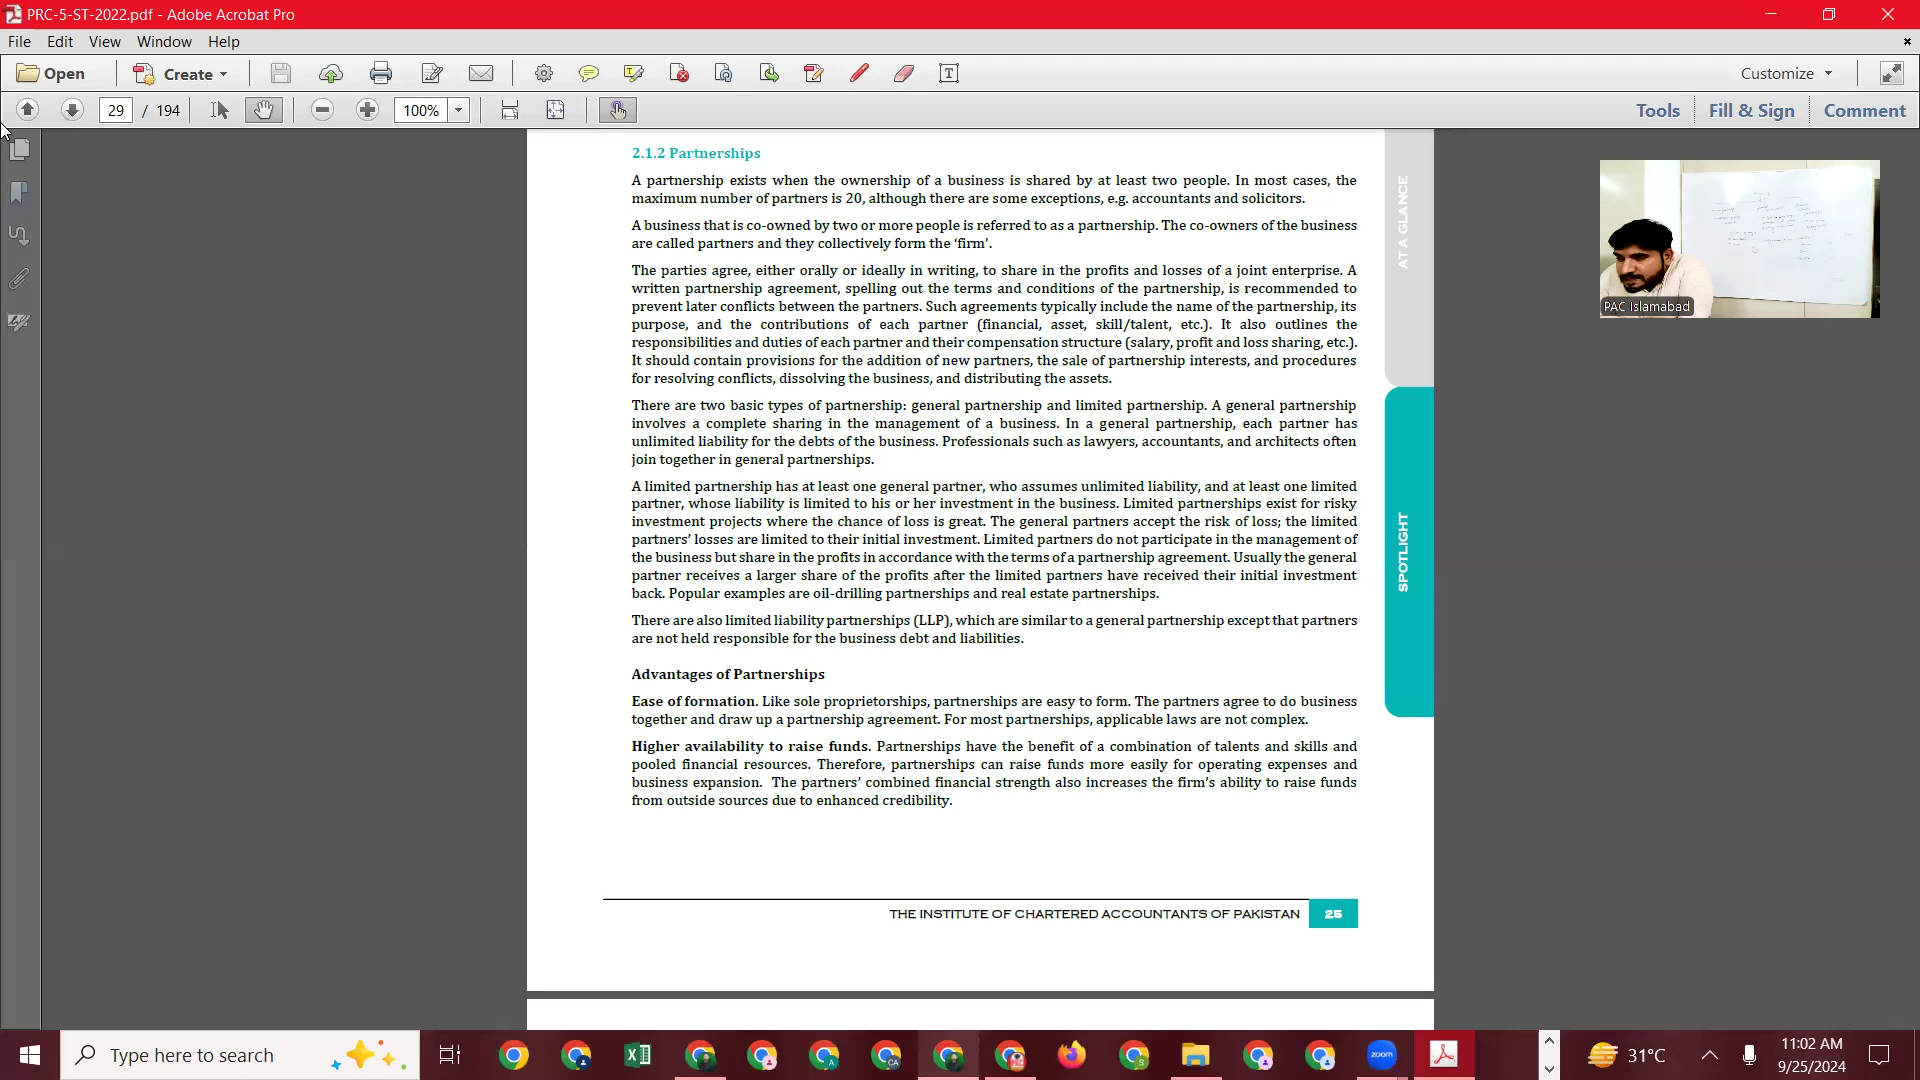 PRC-5-ST-2022.pdf - Adobe Acrobat Pro
File Edit View Window Help
Open Create Customize
29 / 194 100% Tools Fill & Sign Comment
2.1.2 Partnerships
A partnership exists when the ownership of a business is shared by at least two people. In most cases, the
maximum number of partners is 20, although there are some exceptions, e.g. accountants and solicitors.
A business that is co-owned by two or more people is referred to as a partnership. The co-owners of the business
are called partners and they collectively form the ‘firm’.
The parties agree, either orally or ideally in writing, to share in the profits and losses of a joint enterprise. A
written partnership agreement, spelling out the terms and conditions of the partnership, is recommended to
prevent later conflicts between the partners. Such agreements typically include the name of the partnership, its
purpose, and the contributions of each partner (financial, asset, skill/talent, etc.). It also outlines the
responsibilities and duties of each partner and their compensation structure (salary, profit and loss sharing, etc.).
It should contain provisions for the addition of new partners, the sale of partnership interests, and procedures
for resolving conflicts, dissolving the business, and distributing the assets.
There are two basic types of partnership: general partnership and limited partnership. A general partnership
involves a complete sharing in the management of a business. In a general partnership, each partner has
unlimited liability for the debts of the business. Professionals such as lawyers, accountants, and architects often
join together in general partnerships.
A limited partnership has at least one general partner, who assumes unlimited liability, and at least one limited
partner, whose liability is limited to his or her investment in the business. Limited partnerships exist for risky
investment projects where the chance of loss is great. The general partners accept the risk of loss; the limited
partners’ losses are limited to their initial investment. Limited partners do not participate in the management of
the business but share in the profits in accordance with the terms of a partnership agreement. Usually the general
partner receives a larger share of the profits after the limited partners have received their initial investment
back. Popular examples are oil-drilling partnerships and real estate partnerships.
There are also limited liability partnerships (LLP), which are similar to a general partnership except that partners
are not held responsible for the business debt and liabilities.
Advantages of Partnerships
Ease of formation. Like sole proprietorships, partnerships are easy to form. The partners agree to do business
together and draw up a partnership agreement. For most partnerships, applicable laws are not complex.
Higher availability to raise funds. Partnerships have the benefit of a combination of talents and skills and
pooled financial resources. Therefore, partnerships can raise funds more easily for operating expenses and
business expansion. The partners’ combined financial strength also increases the firm’s ability to raise funds
from outside sources due to enhanced credibility.
THE INSTITUTE OF CHARTERED ACCOUNTANTS OF PAKISTAN 25
AT A GLANCE
SPOTLIGHT
PAC Islamabad
Type here to search
zoom
31°C
11:02 AM
9/25/2024